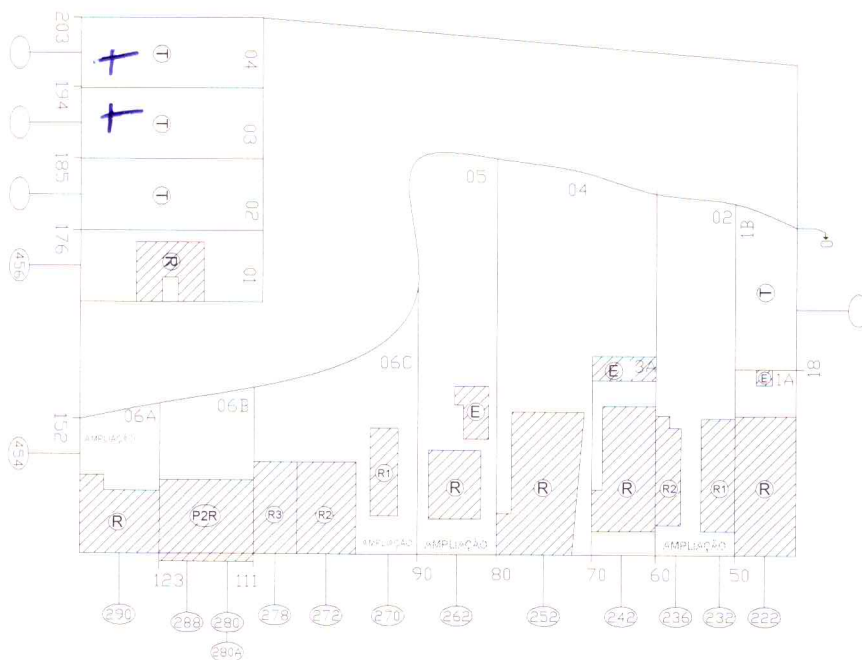 203
194
185
176
456
152
454
T
04
T
03
T
02
R
01
05
04
02
1B
0
T
18
E
1A
E
3A
E
06C
06B
06A
AMPLIAÇÃO
R
P2R
R3
R2
R1
R
R
R
R2
R1
R
AMPLIAÇÃO
AMPLIAÇÃO
AMPLIAÇÃO
123
111
90
80
70
60
50
290
288
280
280A
278
272
270
262
252
242
236
232
222